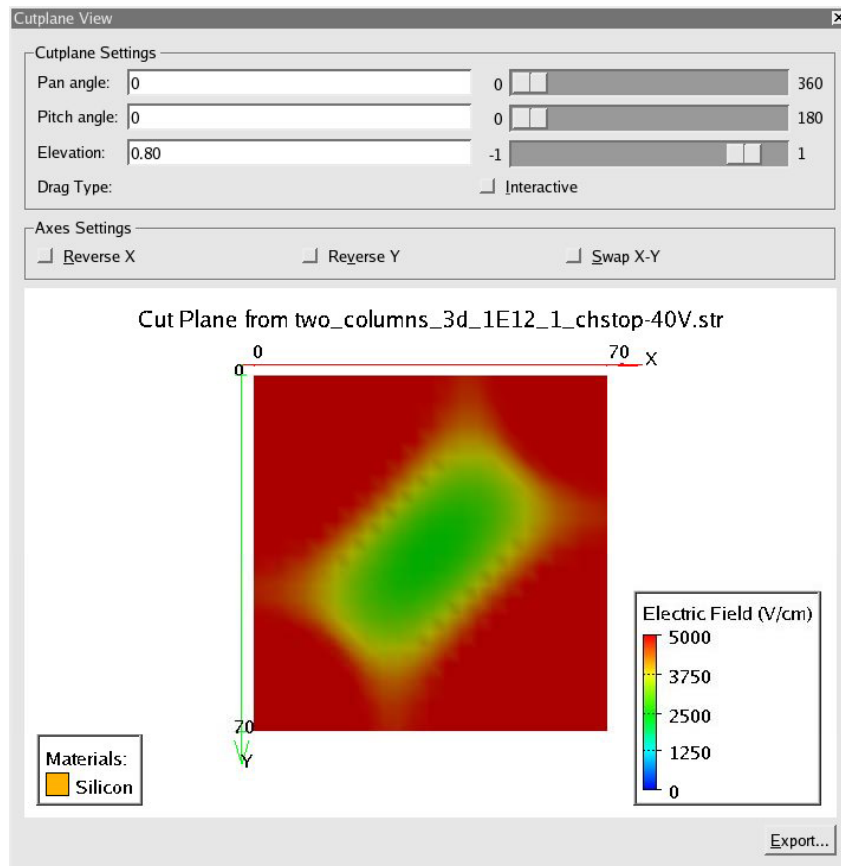 Cutplane View
Cutplane Settings
Pan angle: 0 0 360
Pitch angle: 0 0 180
Elevation: 0.80 -1 1
Drag Type: Interactive
Axes Settings
Reverse X Reverse Y Swap X-Y
Cut Plane from two_columns_3d_1E12_1_chstop-40V.str
0 70 X
0
70
Y
Materials:
Silicon
Electric Field (V/cm)
5000
3750
2500
1250
0
Export...